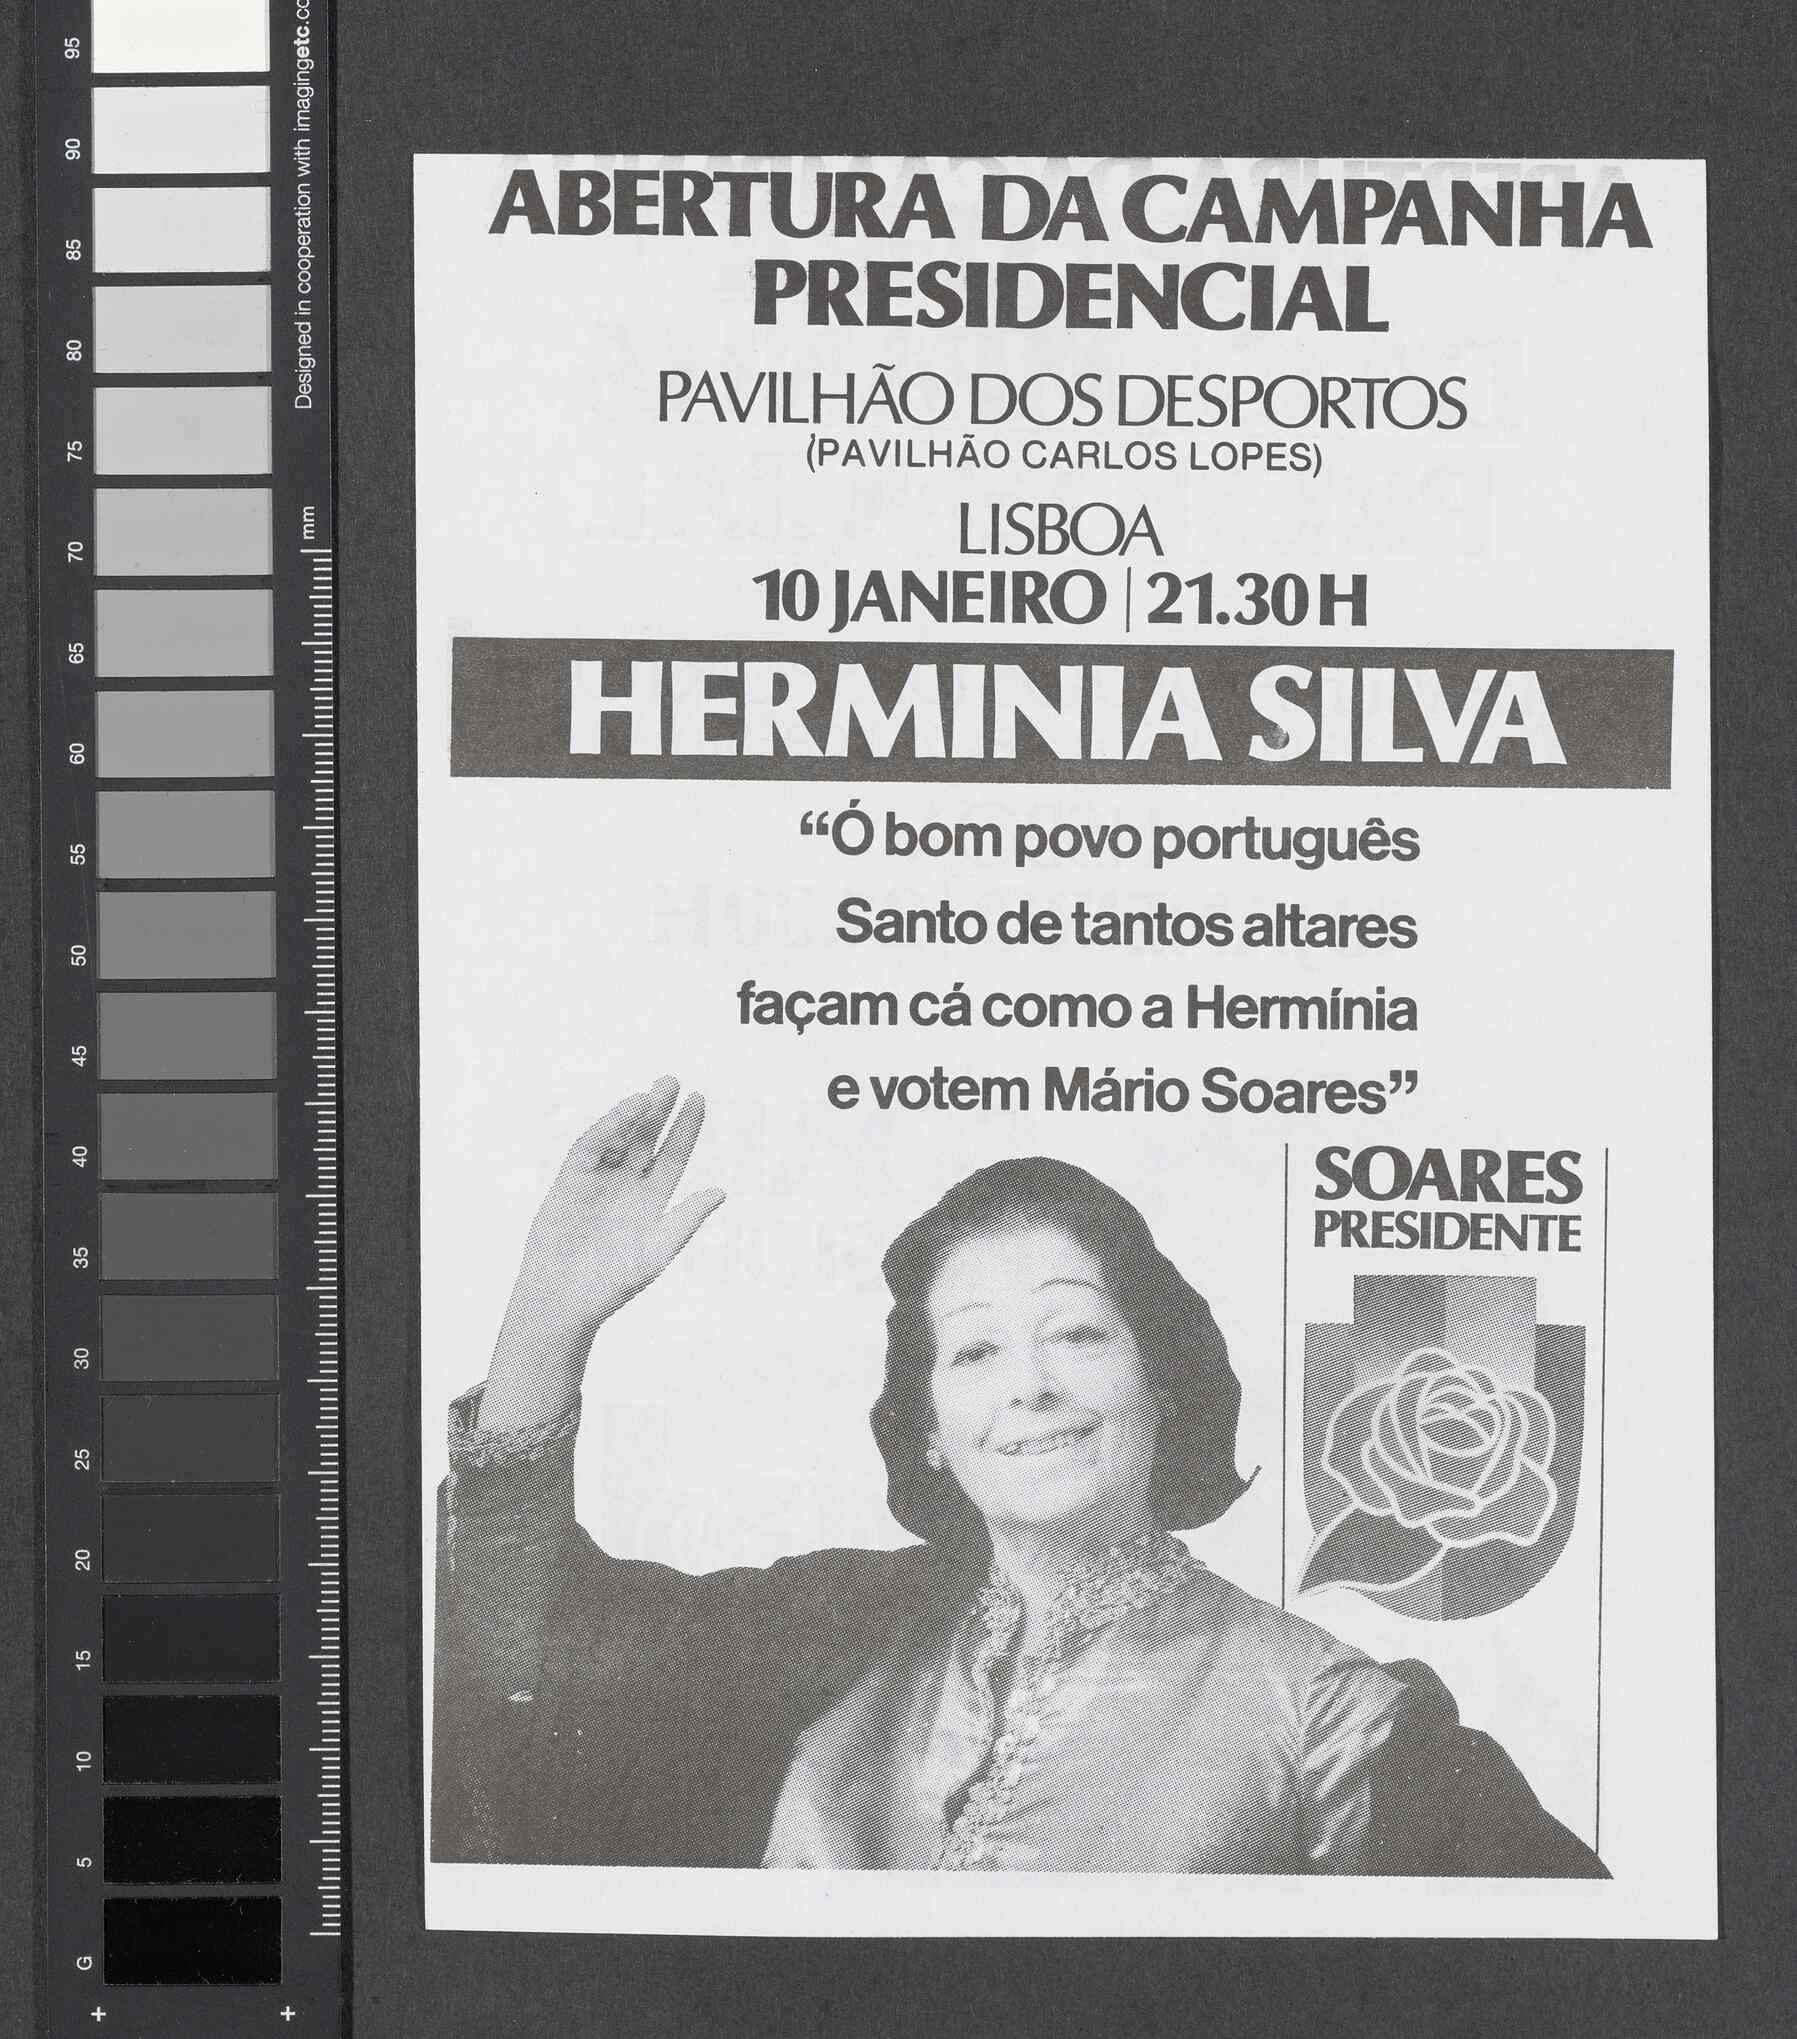 ABERTURA DA CAMPANHA
PRESIDENCIAL
PAVILHÃO DOS DESPORTOS
(PAVILHÃO CARLOS LOPES)
LISBOA
10 JANEIRO | 21.30 H
HERMINIA SILVA
“Ó bom povo português
Santo de tantos altares
façam cá como a Hermínia
e votem Mário Soares”
SOARES
PRESIDENTE
95
90
85
80
75
70
65
60
55
50
45
40
35
30
25
20
15
10
5
G
Designed in cooperation with imagingetc.co
mm